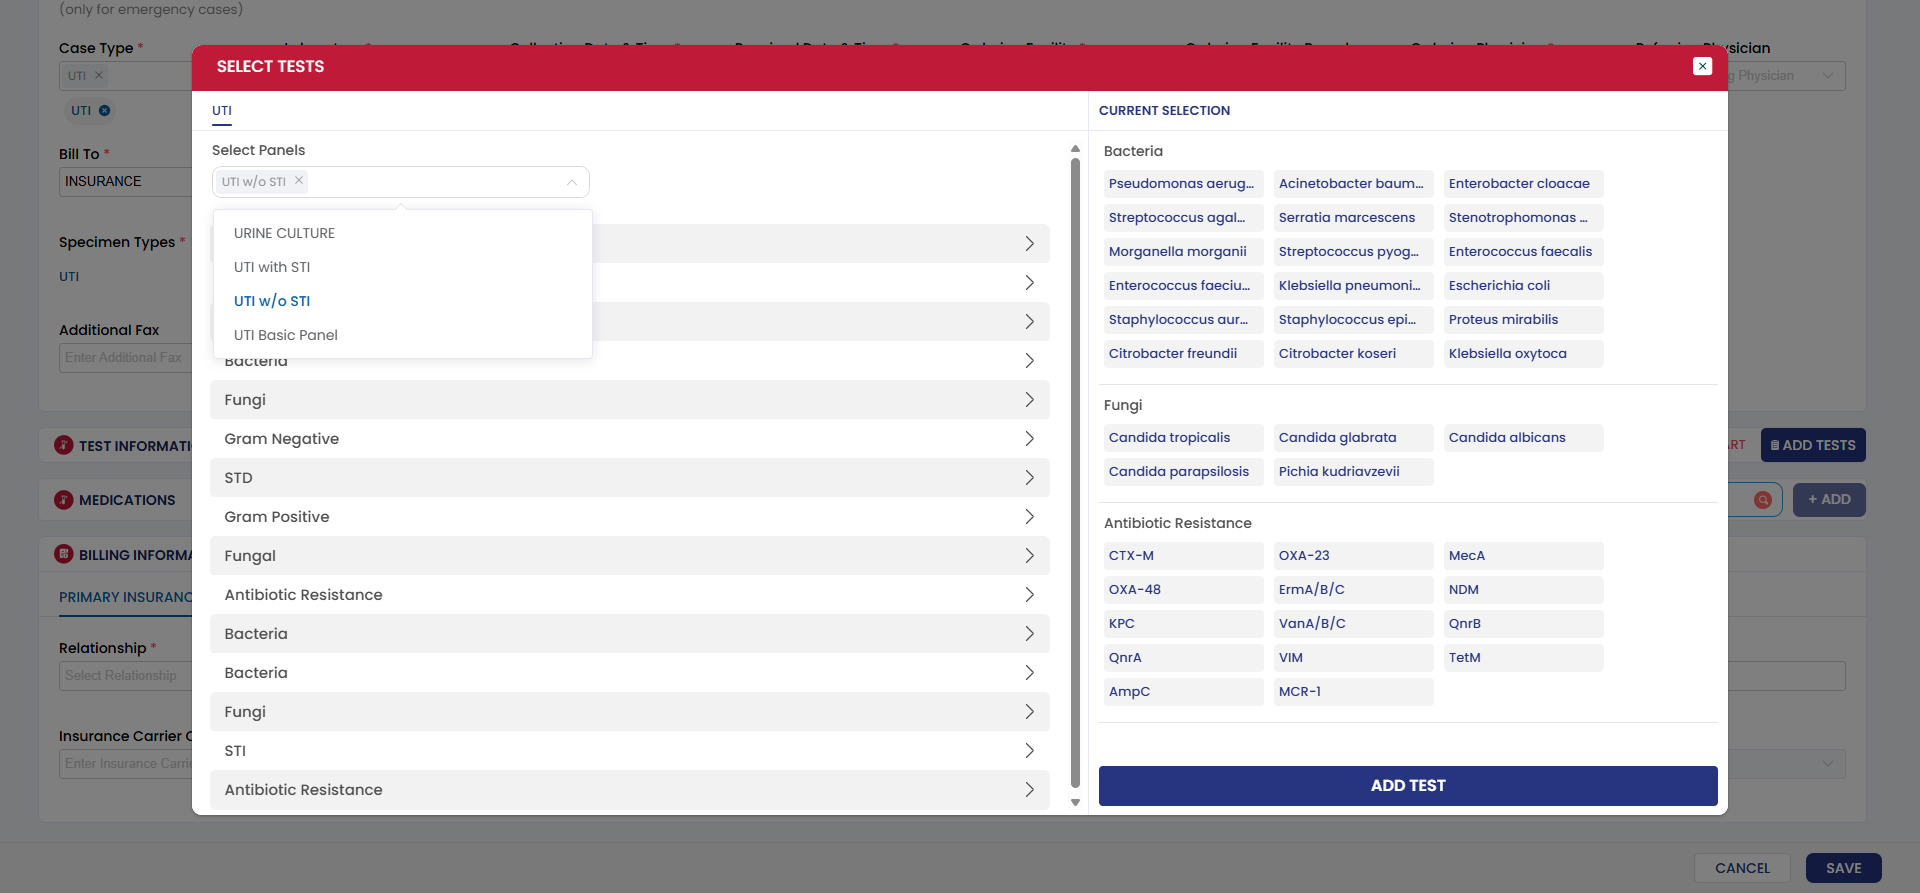 (only for emergency cases)
Case Type *
UTI
UTI
Bill To *
INSURANCE
Specimen Types *
UTI
Additional Fax
Enter Additional Fax
TEST INFORMATI
MEDICATIONS
BILLING INFORMA
PRIMARY INSURANC
Relationship *
Select Relationship
Insurance Carrier C
Enter Insurance Carrie
SELECT TESTS
UTI
Select Panels
UTI w/o STI
URINE CULTURE
UTI with STI
UTI w/o STI
UTI Basic Panel
Bacteria
Fungi
Gram Negative
STD
Gram Positive
Fungal
Antibiotic Resistance
Bacteria
Bacteria
Fungi
STI
Antibiotic Resistance
CURRENT SELECTION
Bacteria
Pseudomonas aerug... Acinetobacter baum... Enterobacter cloacae
Streptococcus agal... Serratia marcescens Stenotrophomonas ...
Morganella morganii Streptococcus pyog... Enterococcus faecalis
Enterococcus faeciu... Klebsiella pneumoni... Escherichia coli
Staphylococcus aur... Staphylococcus epi... Proteus mirabilis
Citrobacter freundii Citrobacter koseri Klebsiella oxytoca
Fungi
Candida tropicalis Candida glabrata Candida albicans
Candida parapsilosis Pichia kudriavzevii
Antibiotic Resistance
CTX-M OXA-23 MecA
OXA-48 ErmA/B/C NDM
KPC VanA/B/C QnrB
QnrA VIM TetM
AmpC MCR-1
ADD TEST
ysician
g Physician
ART
ADD TESTS
+ ADD
CANCEL
SAVE